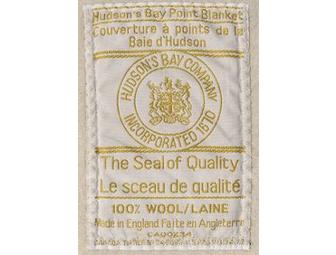 Hudson's Bay Point Blanket
Couverture à points de la
Baie d'Hudson
HUDSON'S BAY COMPANY
INCORPORATED 1670
The Seal of Quality
Le sceau de qualité
100% WOOL/LAINE
Made in England Faite en Angleterre
CA00234